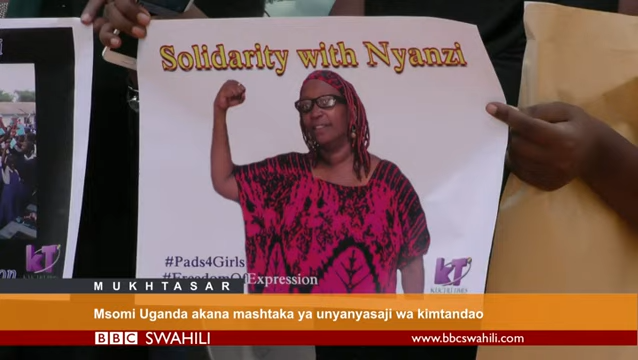 Solidarity with Nyanzi
#Pads4Girls
#FreedomOfExpression
MUKHTASAR
Msomi Uganda akana mashtaka ya unyanyasaji wa kimtandao
BBC SWAHILI
www.bbcswahili.com